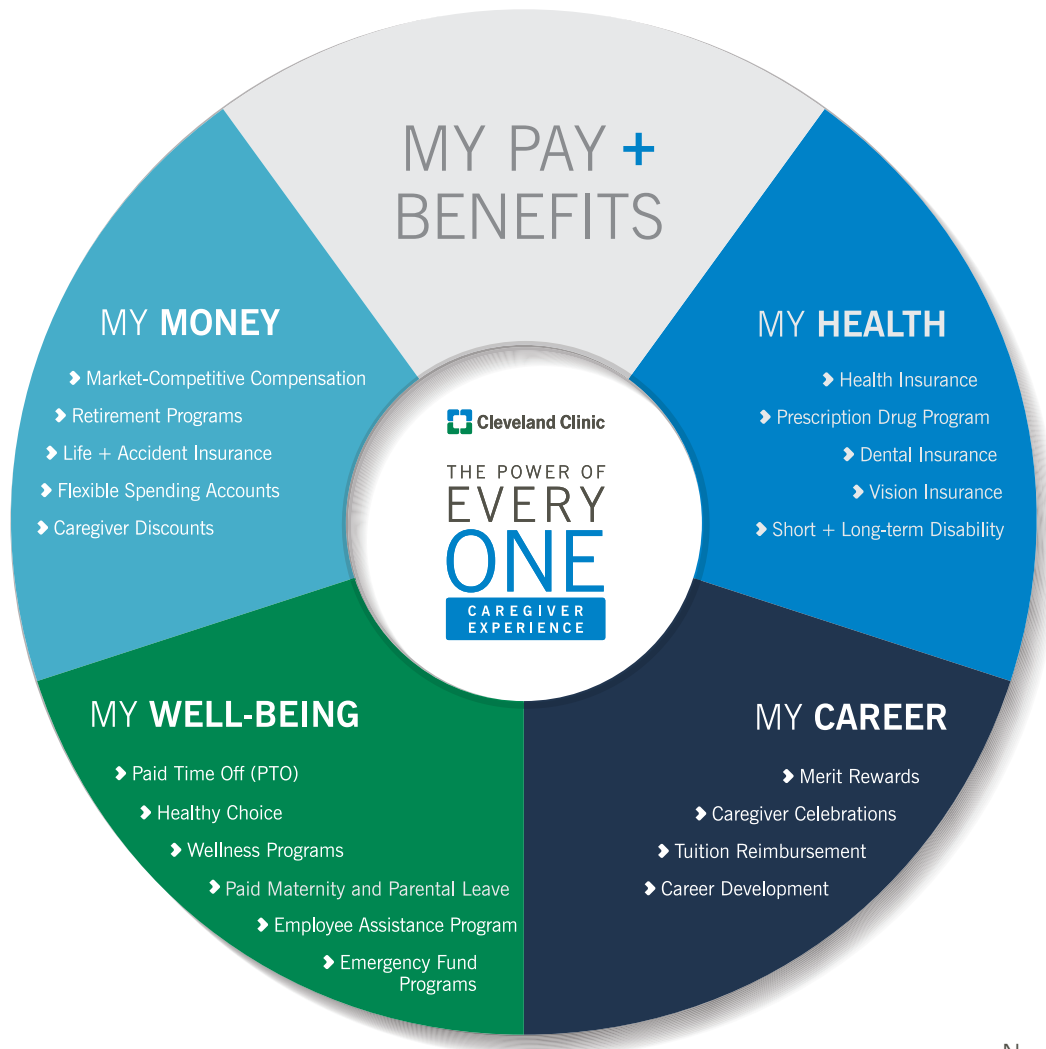 MY PAY +
BENEFITS
MY MONEY
➤ Market-Competitive Compensation
➤ Retirement Programs
➤ Life + Accident Insurance
➤ Flexible Spending Accounts
➤ Caregiver Discounts
MY HEALTH
➤ Health Insurance
➤ Prescription Drug Program
➤ Dental Insurance
➤ Vision Insurance
➤ Short + Long-term Disability
Cleveland Clinic
THE POWER OF
EVERY
ONE
CAREGIVER
EXPERIENCE
MY WELL-BEING
➤ Paid Time Off (PTO)
➤ Healthy Choice
➤ Wellness Programs
➤ Paid Maternity and Parental Leave
➤ Employee Assistance Program
➤ Emergency Fund
Programs
MY CAREER
➤ Merit Rewards
➤ Caregiver Celebrations
➤ Tuition Reimbursement
➤ Career Development